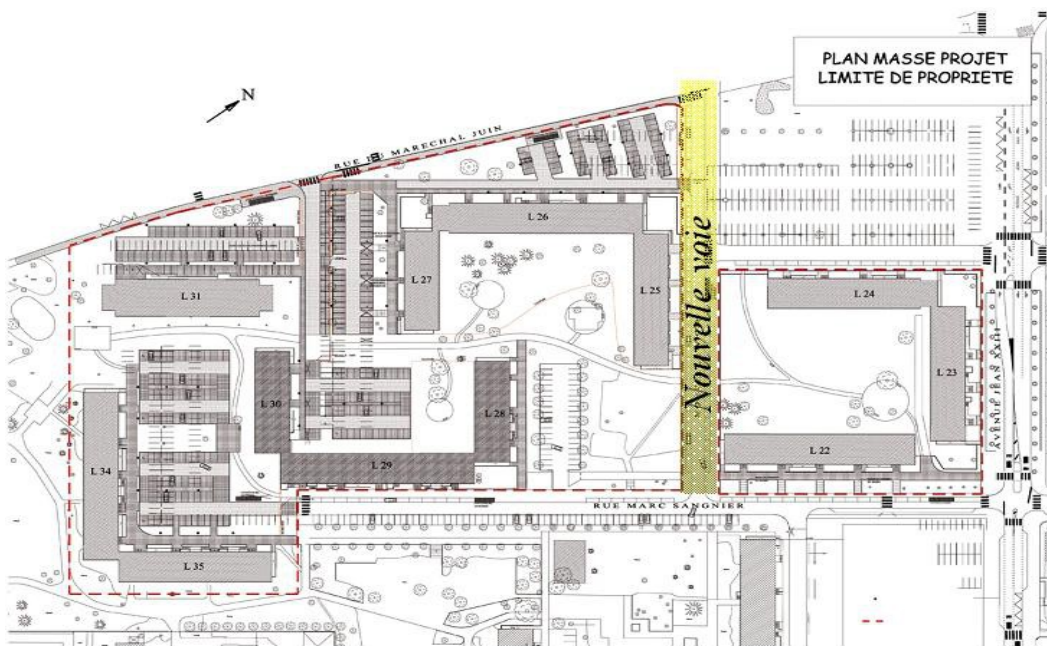 PLAN MASSE PROJET
LIMITE DE PROPRIETE
N
RUE DU MARECHAL JUIN
L 26
L 27
L 25
L 31
L 24
Nouvelle voie
L 23
AVENUE JEAN XXIII
L 30
L 28
L 34
L 29
L 22
RUE MARC SANGNIER
L 35